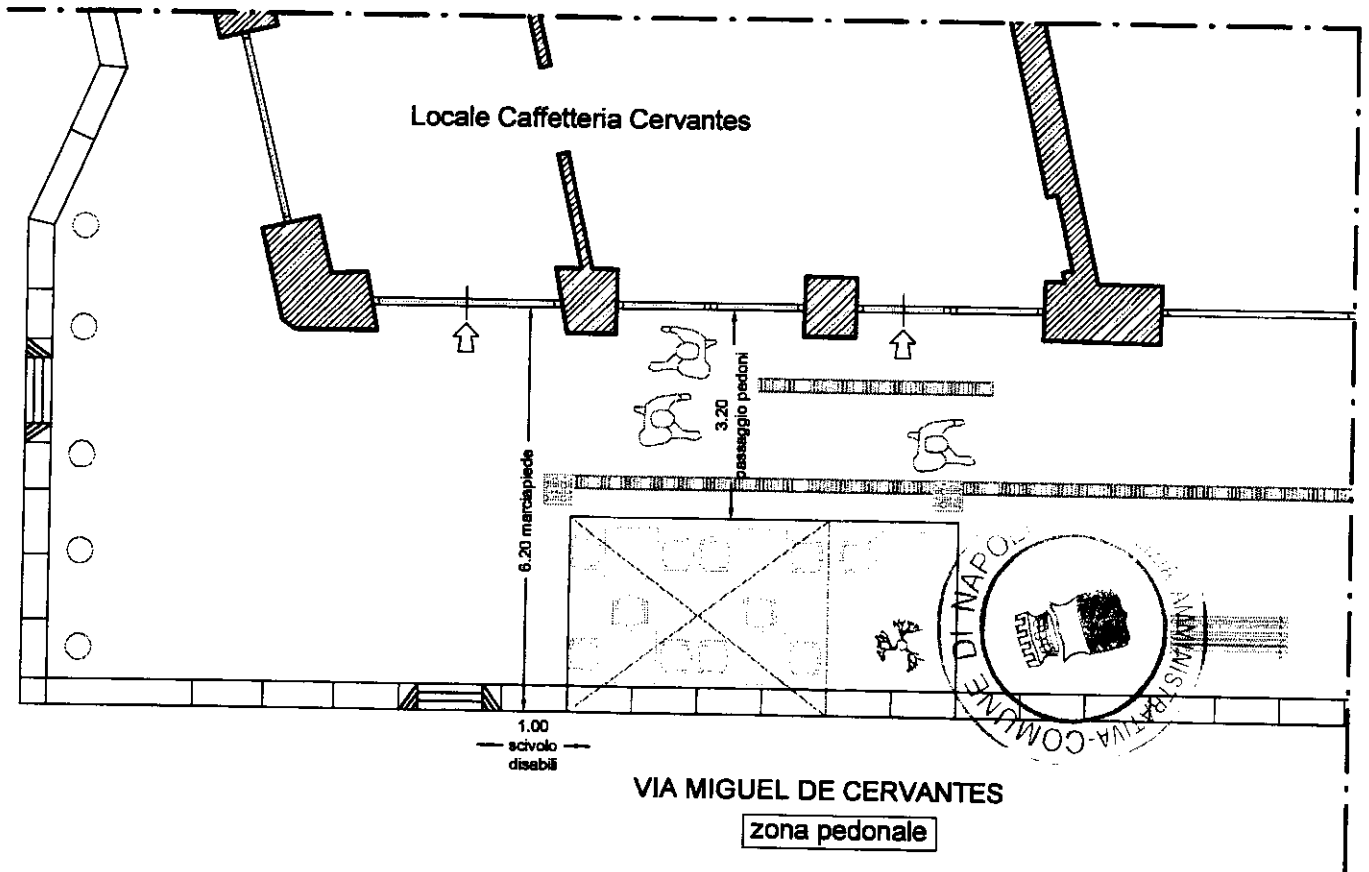 Locale Caffetteria Cervantes
6.20 marciapiede
3.20
passaggio pedoni
COMUNE DI NAPOLI
AMMINISTRATIVA-
1.00
scivolo
disabili
VIA MIGUEL DE CERVANTES
zona pedonale